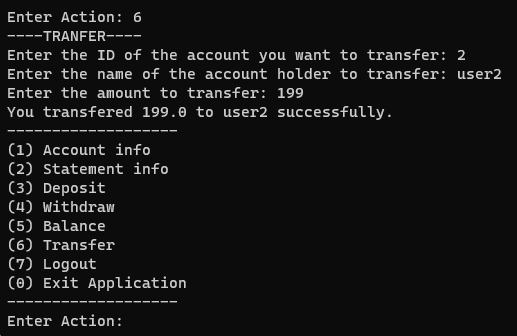 Enter Action: 6
----TRANFER----
Enter the ID of the account you want to transfer: 2
Enter the name of the account holder to transfer: user2
Enter the amount to transfer: 199
You transfered 199.0 to user2 successfully.
-------------------
(1) Account info
(2) Statement info
(3) Deposit
(4) Withdraw
(5) Balance
(6) Transfer
(7) Logout
(0) Exit Application
-------------------
Enter Action: